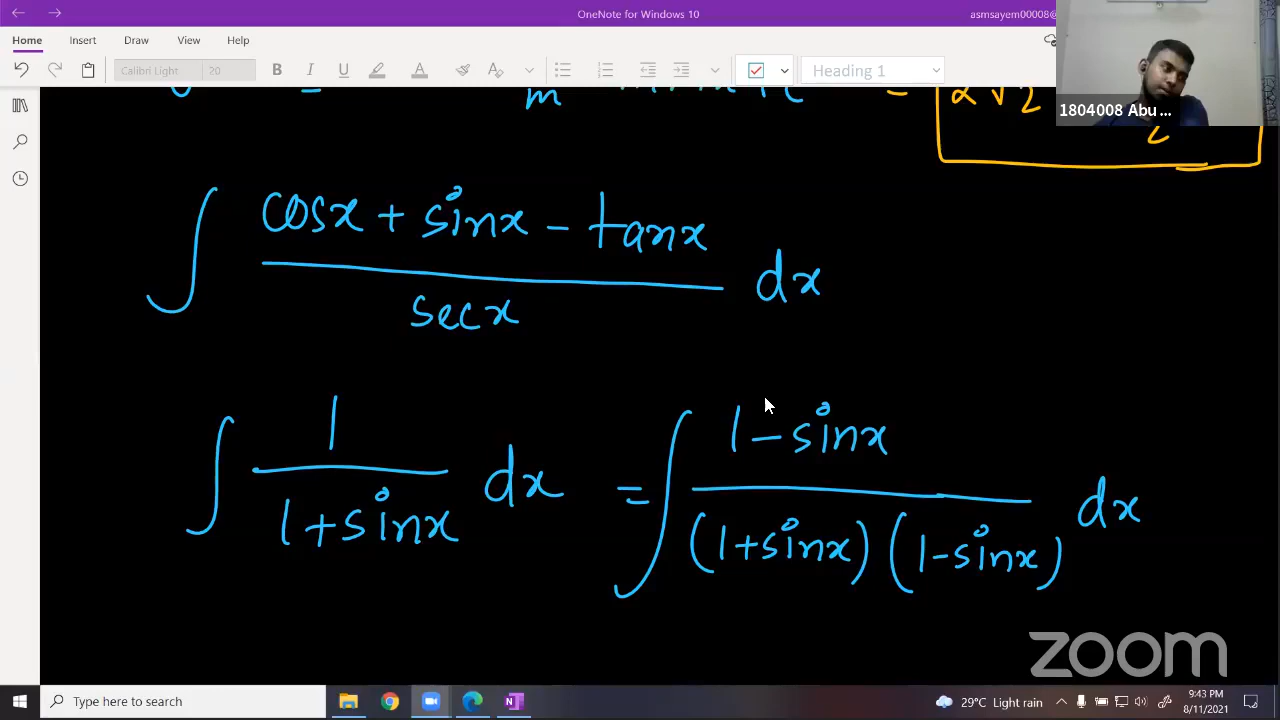 OneNote for Windows 10
asmsayem00008@
Home Insert Draw View Help
Calibri Light 20 B I U A Heading 1
1804008 Abu ...
∫ (cosx + sinx - tanx)/secx dx
∫ 1/(1+sinx) dx = ∫ (1-sinx)/((1+sinx)(1-sinx)) dx
zoom
Type here to search
29°C Light rain
9:43 PM
8/11/2021